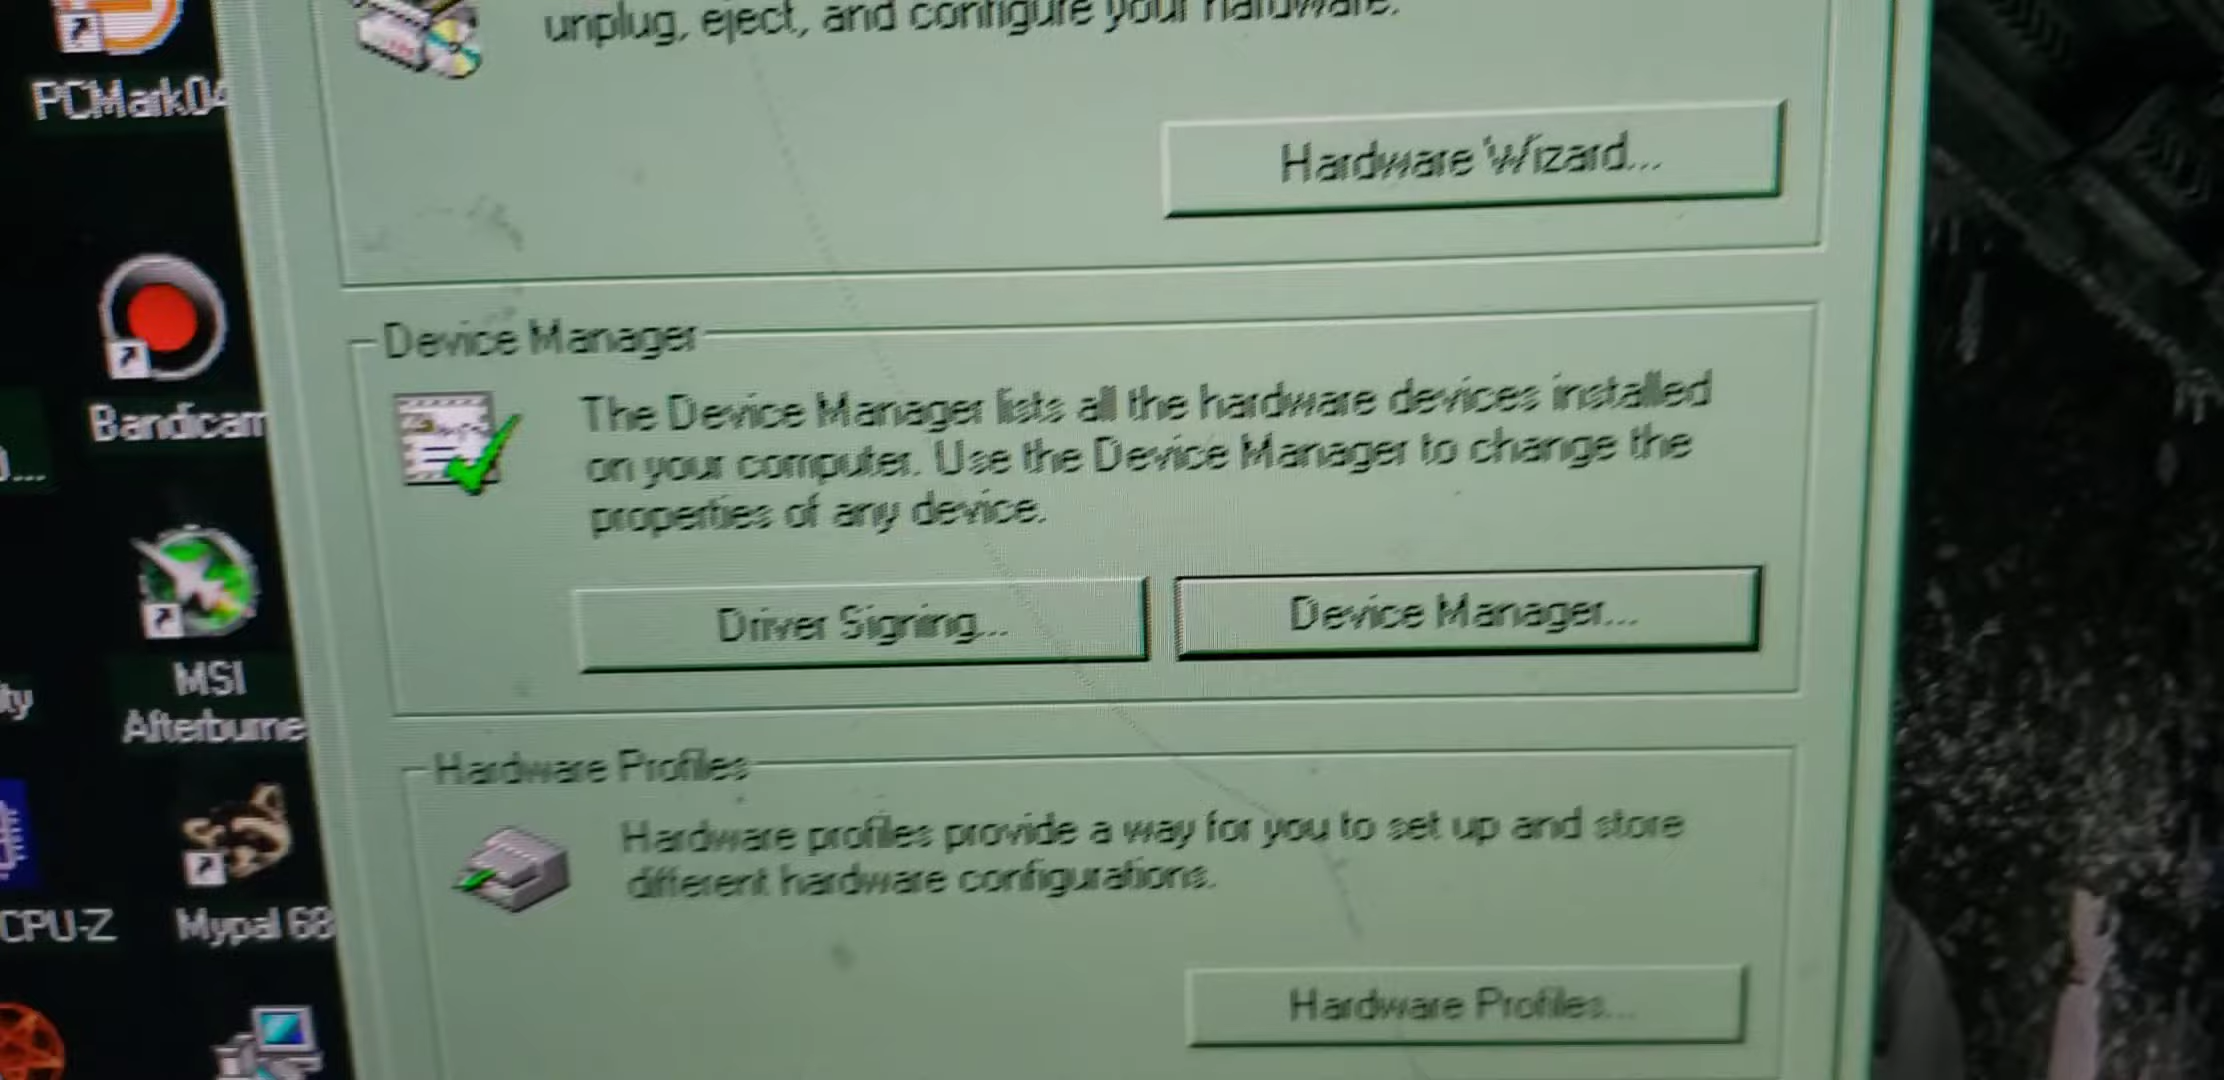 unplug, eject, and configure your hardware.
PCMark04
Hardware Wizard...
Device Manager
Bandicam
The Device Manager lists all the hardware devices installed
on your computer. Use the Device Manager to change the
properties of any device.
Driver Signing...
Device Manager...
MSI
Afterburne
Hardware Profiles
Hardware profiles provide a way for you to set up and store
different hardware configurations.
CPU-Z
Mypal 68
Hardware Profiles...